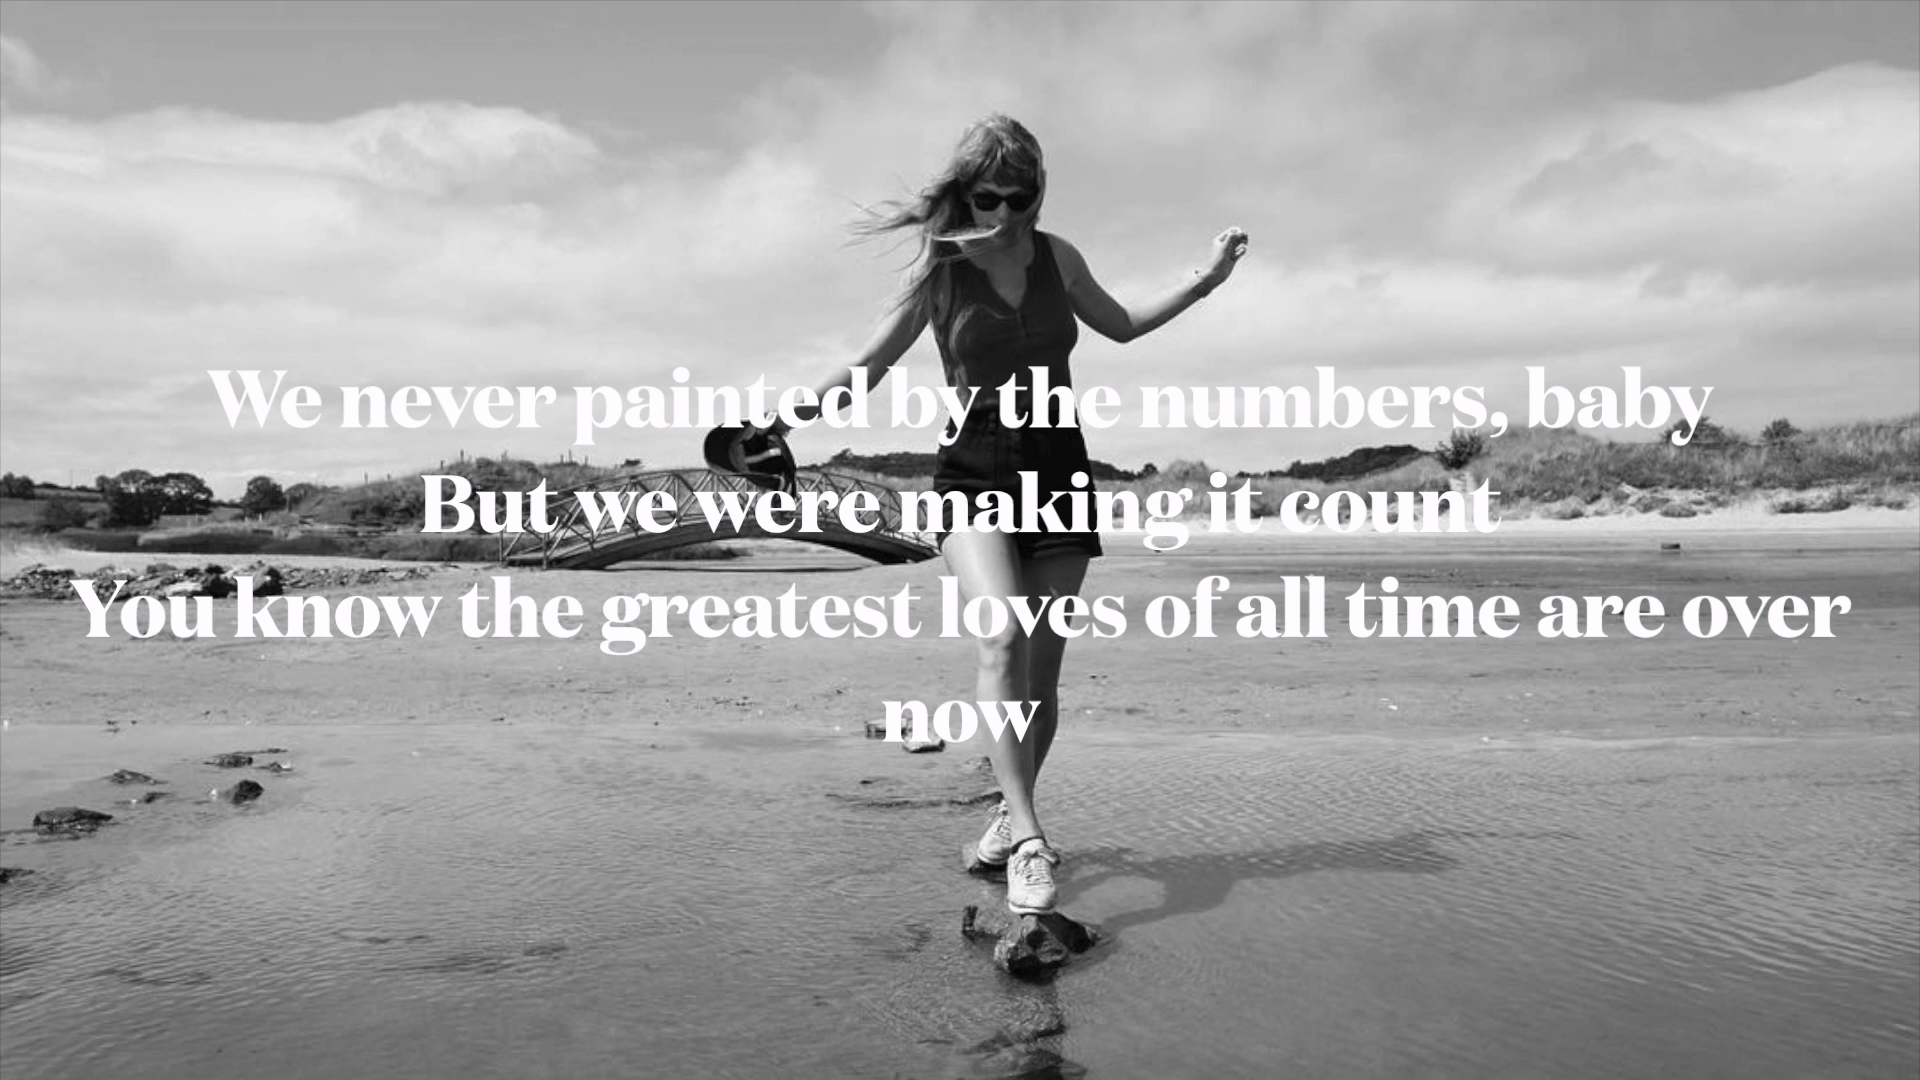 We never painted by the numbers, baby
But we were making it count
You know the greatest loves of all time are over
now